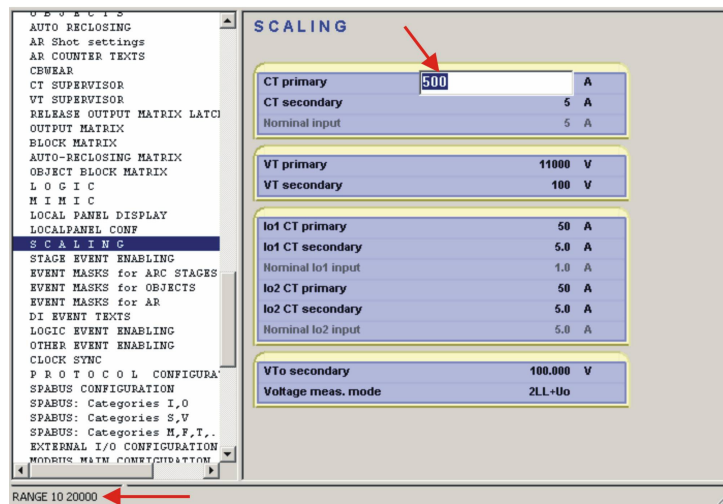 O B J E C T S
AUTO RECLOSING
AR Shot settings
AR COUNTER TEXTS
CBWEAR
CT SUPERVISOR
VT SUPERVISOR
RELEASE OUTPUT MATRIX LATCH
OUTPUT MATRIX
BLOCK MATRIX
AUTO-RECLOSING MATRIX
OBJECT BLOCK MATRIX
L O G I C
M I M I C
LOCAL PANEL DISPLAY
LOCALPANEL CONF
S C A L I N G
STAGE EVENT ENABLING
EVENT MASKS for ARC STAGES
EVENT MASKS for OBJECTS
EVENT MASKS for AR
DI EVENT TEXTS
LOGIC EVENT ENABLING
OTHER EVENT ENABLING
CLOCK SYNC
P R O T O C O L CONFIGURA
SPABUS CONFIGURATION
SPABUS: Categories I,O
SPABUS: Categories S,V
SPABUS: Categories M,F,T,.
EXTERNAL I/O CONFIGURATION
MODBUS MAIN CONFIGURATION
SCALING
CT primary 500 A
CT secondary 5 A
Nominal input 5 A
VT primary 11000 V
VT secondary 100 V
Io1 CT primary 50 A
Io1 CT secondary 5.0 A
Nominal Io1 input 1.0 A
Io2 CT primary 50 A
Io2 CT secondary 5.0 A
Nominal Io2 input 5.0 A
VTo secondary 100.000 V
Voltage meas. mode 2LL+Uo
RANGE 10 20000